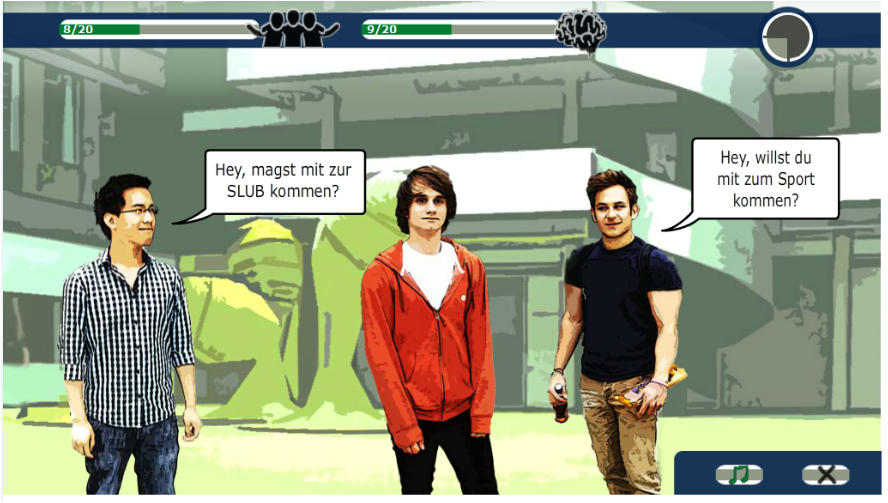 8/20
9/20
Hey, magst mit zur
SLUB kommen?
Hey, willst du
mit zum Sport
kommen?